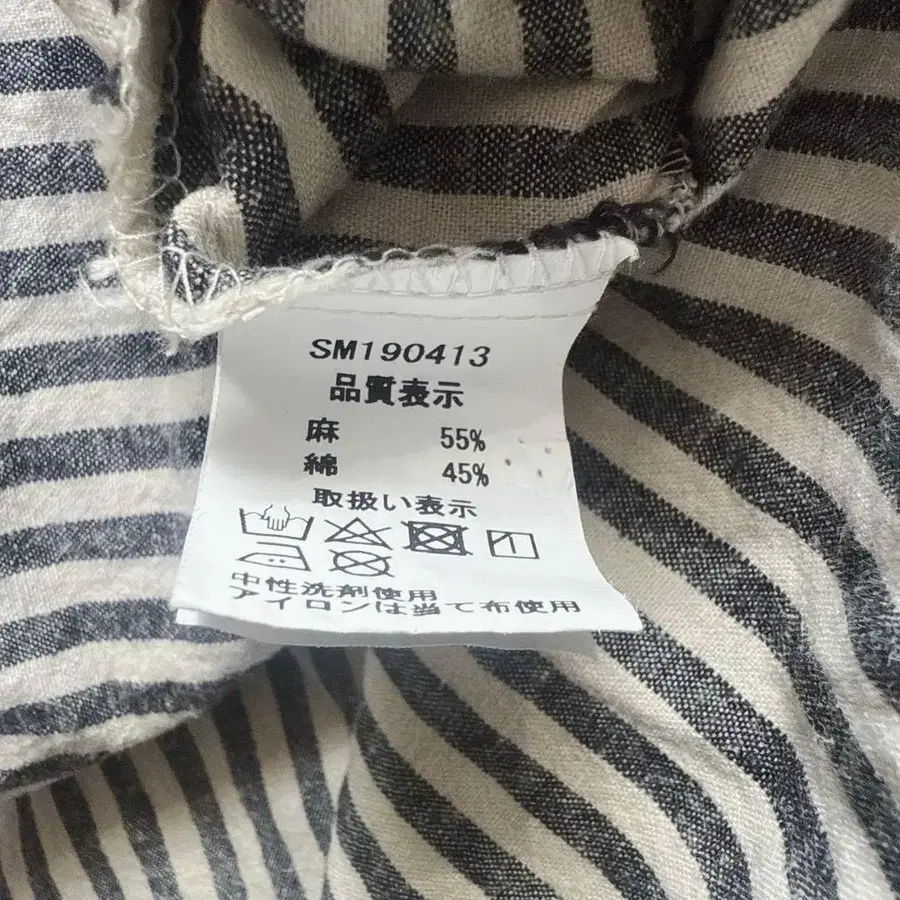 SM190413
品質表示
麻 55%
綿 45%
取扱い表示
中性洗剤使用
アイロンは当て布使用